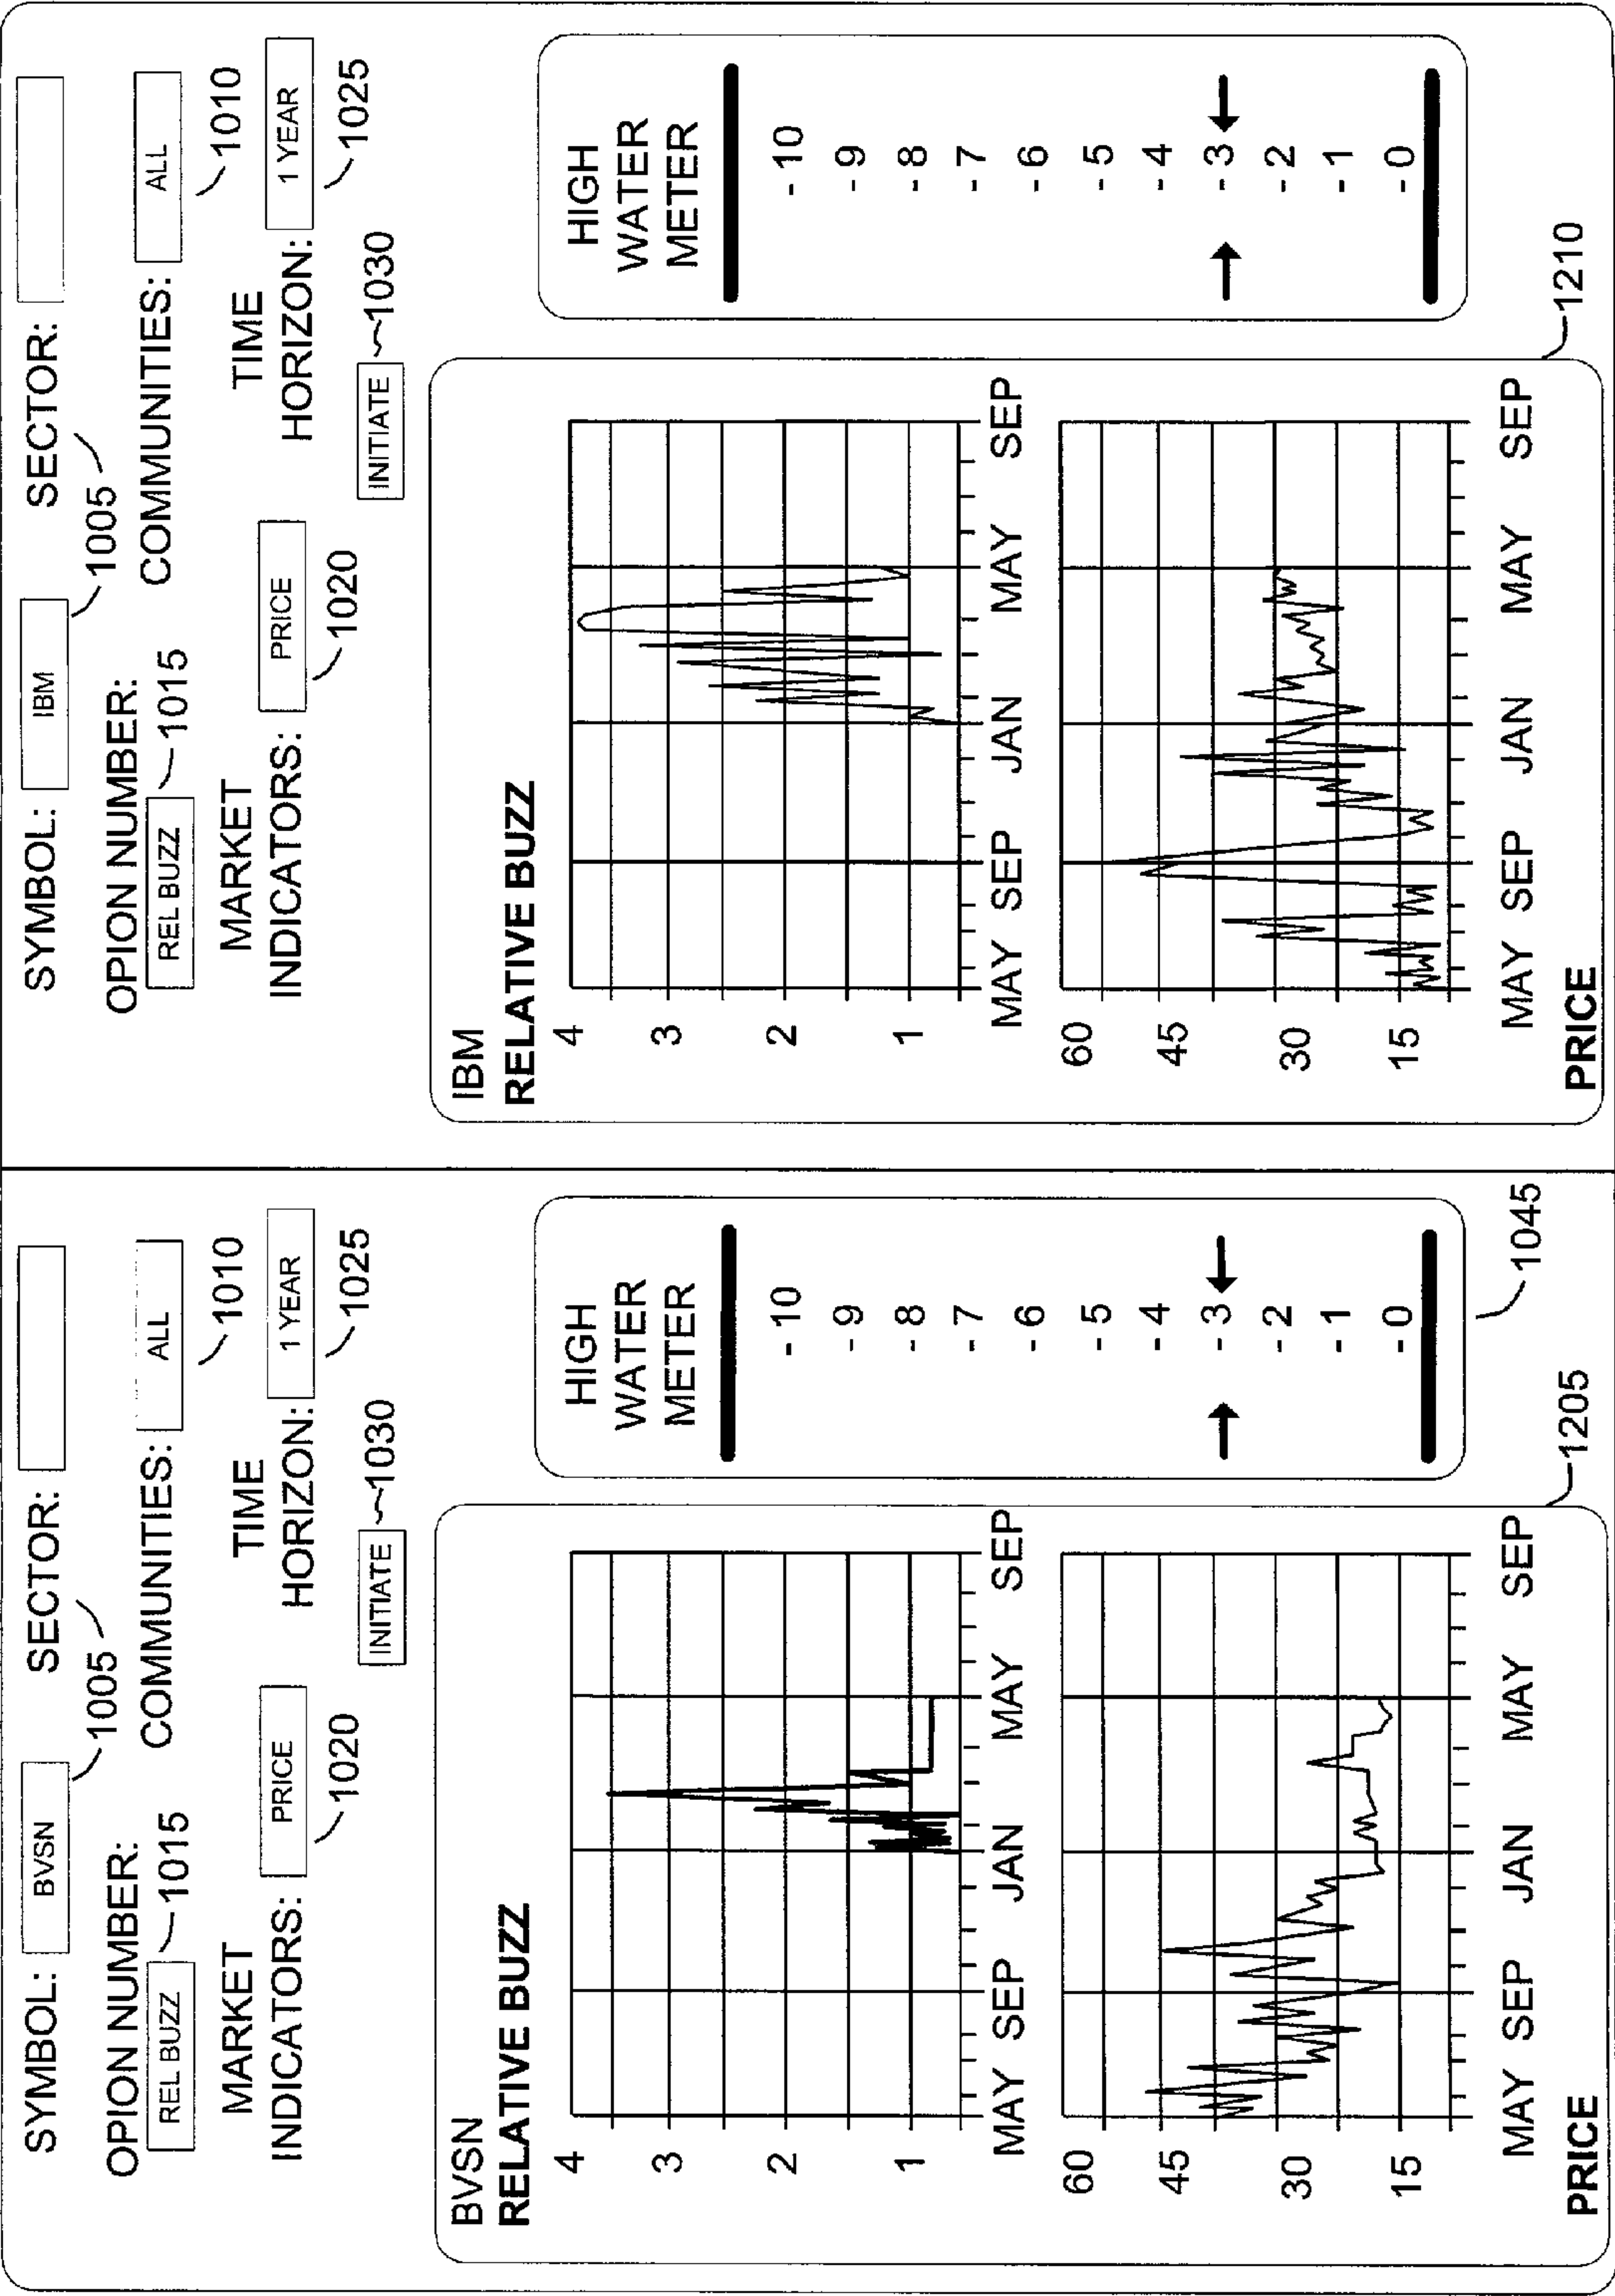 SYMBOL: BVSN SECTOR:
1005
OPION NUMBER: COMMUNITIES: ALL
REL BUZZ 1015 1010
MARKET TIME
INDICATORS: PRICE HORIZON: 1 YEAR
1020 1025
INITIATE 1030
BVSN
RELATIVE BUZZ
4
3
2
1
MAY SEP JAN MAY SEP
60
45
30
15
MAY SEP JAN MAY SEP
PRICE
HIGH
WATER
METER
- 10
- 9
- 8
- 7
- 6
- 5
- 4
- 3
- 2
- 1
- 0
1045
1205
SYMBOL: IBM SECTOR:
1005
OPION NUMBER: COMMUNITIES: ALL
REL BUZZ 1015 1010
MARKET TIME
INDICATORS: PRICE HORIZON: 1 YEAR
1020 1025
INITIATE 1030
IBM
RELATIVE BUZZ
4
3
2
1
MAY SEP JAN MAY SEP
60
45
30
15
MAY SEP JAN MAY SEP
PRICE
HIGH
WATER
METER
- 10
- 9
- 8
- 7
- 6
- 5
- 4
- 3
- 2
- 1
- 0
1210